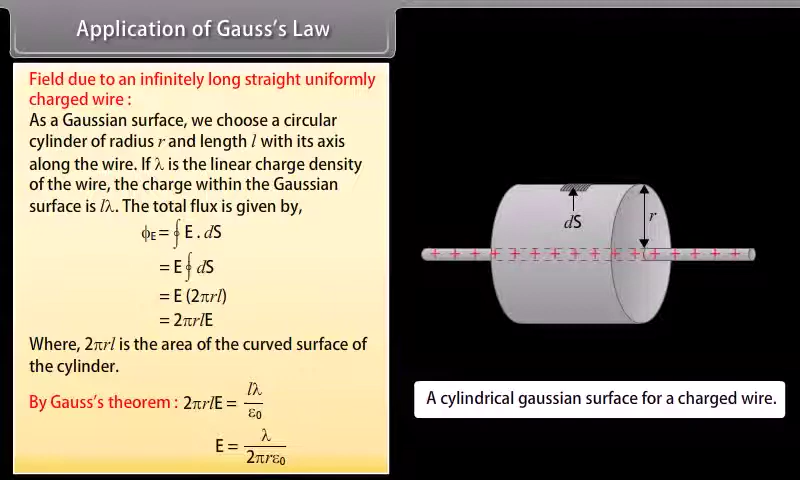 Application of Gauss's Law
Field due to an infinitely long straight uniformly
charged wire :
As a Gaussian surface, we choose a circular
cylinder of radius r and length l with its axis
along the wire. If λ is the linear charge density
of the wire, the charge within the Gaussian
surface is lλ. The total flux is given by,
ϕE = ∮ E . dS
= E ∮ dS
= E (2πrl)
= 2πrlE
Where, 2πrl is the area of the curved surface of
the cylinder.
By Gauss's theorem : 2πrlE = lλ / ε0
E = λ / 2πrε0
dS
r
+ + + + + + + + + + + + + + + + +
A cylindrical gaussian surface for a charged wire.